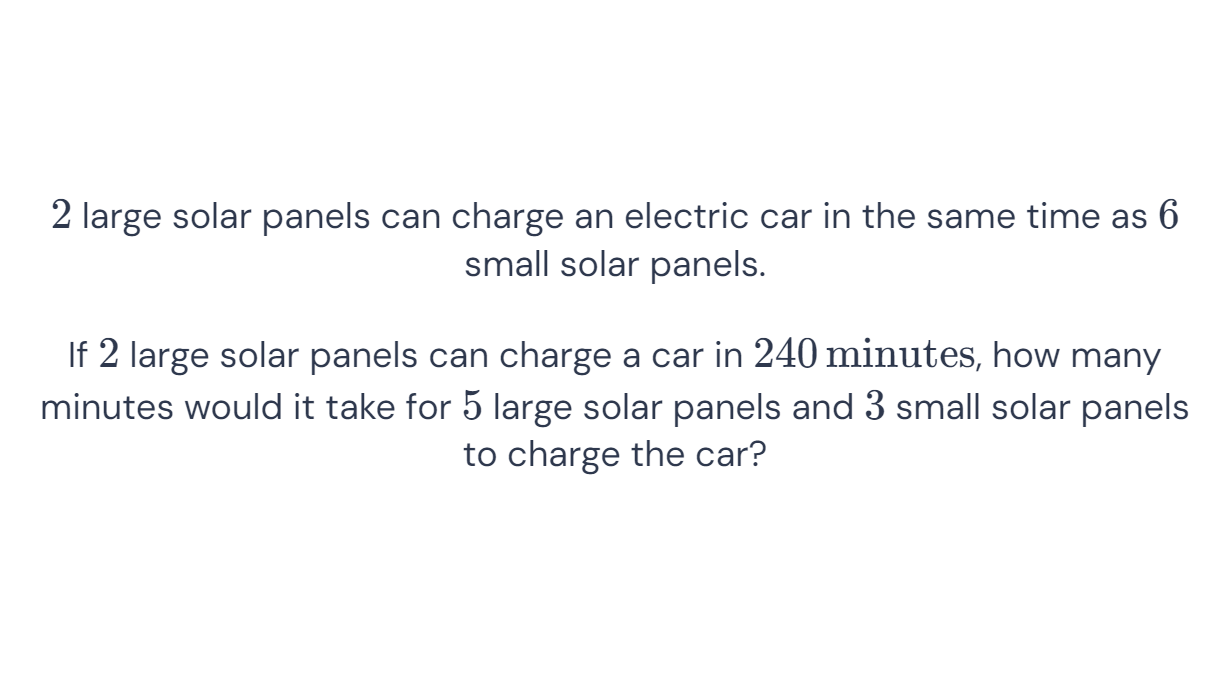 2 large solar panels can charge an electric car in the same time as 6
small solar panels.
If 2 large solar panels can charge a car in 240 minutes, how many
minutes would it take for 5 large solar panels and 3 small solar panels
to charge the car?